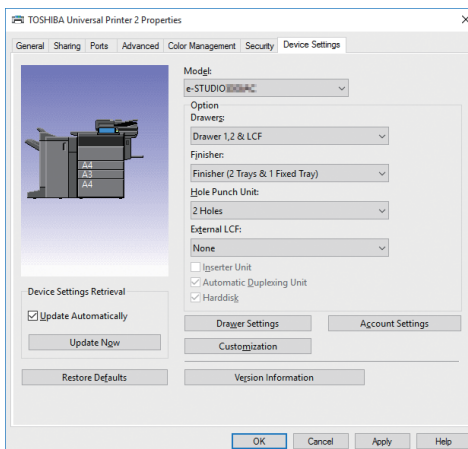 TOSHIBA Universal Printer 2 Properties
General Sharing Ports Advanced Color Management Security Device Settings
Model:
e-STUDIO
Option
Drawers:
Drawer 1,2 & LCF
Finisher:
Finisher (2 Trays & 1 Fixed Tray)
Hole Punch Unit:
2 Holes
External LCF:
None
Inserter Unit
Automatic Duplexing Unit
Harddisk
A4
A3
A4
Device Settings Retrieval
Update Automatically
Update Now
Drawer Settings Account Settings
Customization
Restore Defaults Version Information
OK Cancel Apply Help